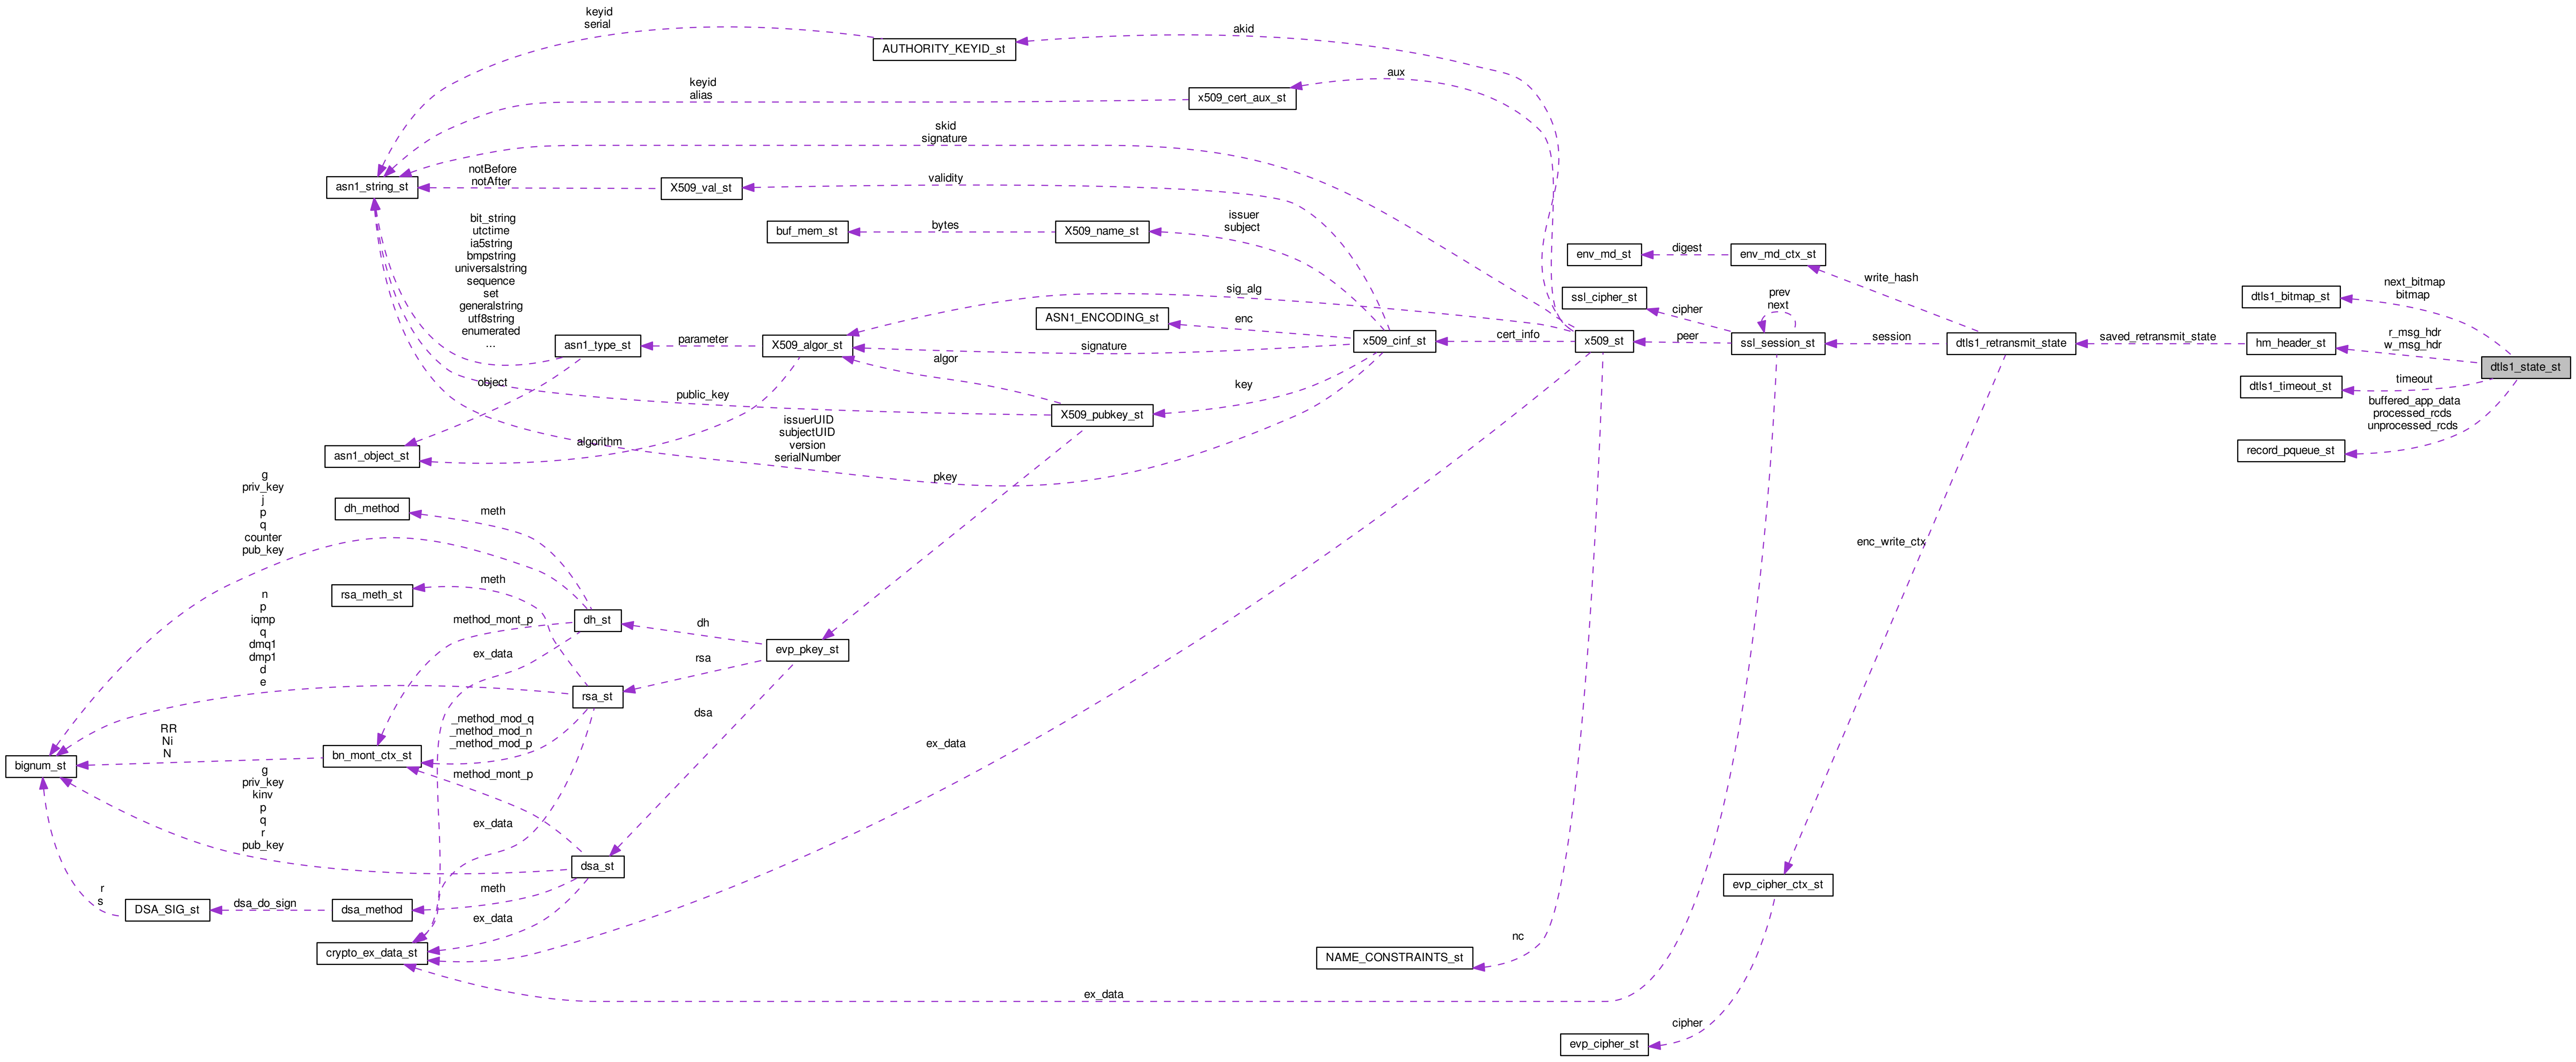 keyid
serial
AUTHORITY_KEYID_st
akid
aux
keyid
alias
x509_cert_aux_st
skid
signature
asn1_string_st
notBefore
notAfter
X509_val_st
validity
bit_string
utctime
ia5string
bmpstring
universalstring
sequence
set
generalstring
utf8string
enumerated
...
buf_mem_st
bytes
X509_name_st
issuer
subject
env_md_st
digest
env_md_ctx_st
write_hash
sig_alg
ssl_cipher_st
cipher
prev
next
dtls1_bitmap_st
next_bitmap
bitmap
ASN1_ENCODING_st
enc
asn1_type_st
parameter
X509_algor_st
signature
x509_cinf_st
cert_info
x509_st
peer
ssl_session_st
session
dtls1_retransmit_state
saved_retransmit_state
hm_header_st
r_msg_hdr
w_msg_hdr
dtls1_state_st
algor
object
public_key
key
X509_pubkey_st
dtls1_timeout_st
timeout
buffered_app_data
processed_rcds
unprocessed_rcds
record_pqueue_st
asn1_object_st
algorithm
issuerUID
subjectUID
version
serialNumber
pkey
g
priv_key
j
p
q
counter
pub_key
dh_method
meth
enc_write_ctx
rsa_meth_st
meth
n
p
iqmp
q
dmq1
dmp1
d
e
method_mont_p
dh_st
dh
ex_data
evp_pkey_st
rsa
rsa_st
dsa
_method_mod_q
_method_mod_n
_method_mod_p
RR
Ni
N
bignum_st
bn_mont_ctx_st
method_mont_p
ex_data
g
priv_key
kinv
p
q
r
pub_key
ex_data
dsa_st
meth
evp_cipher_ctx_st
r
s
DSA_SIG_st
dsa_do_sign
dsa_method
ex_data
crypto_ex_data_st
nc
NAME_CONSTRAINTS_st
ex_data
cipher
evp_cipher_st